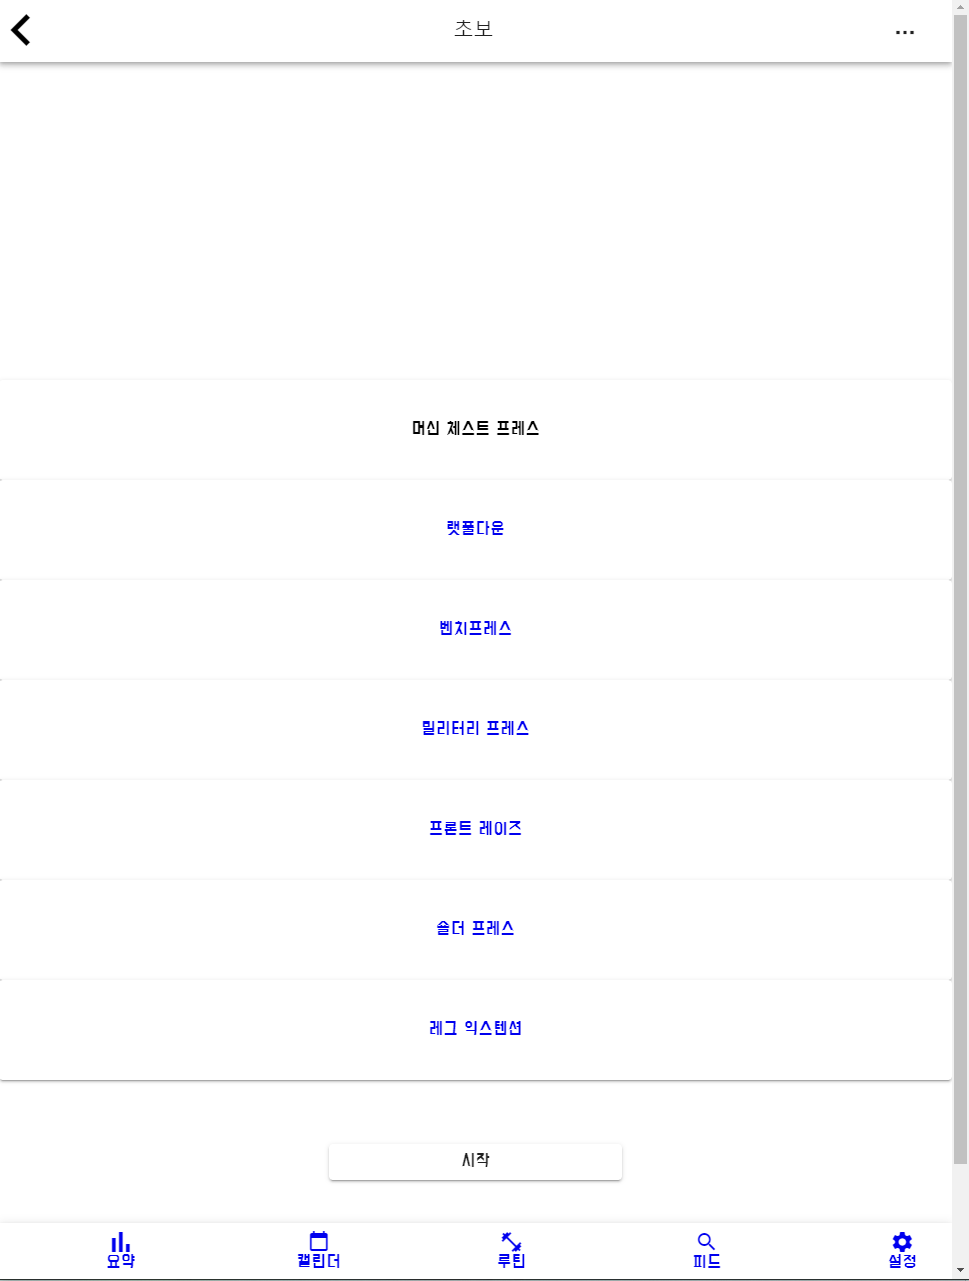 초보
...
머신 체스트 프레스
랫풀다운
벤치프레스
밀리터리 프레스
프론트 레이즈
숄더 프레스
레그 익스텐션
시작
요약 캘린더 루틴 피드 설정